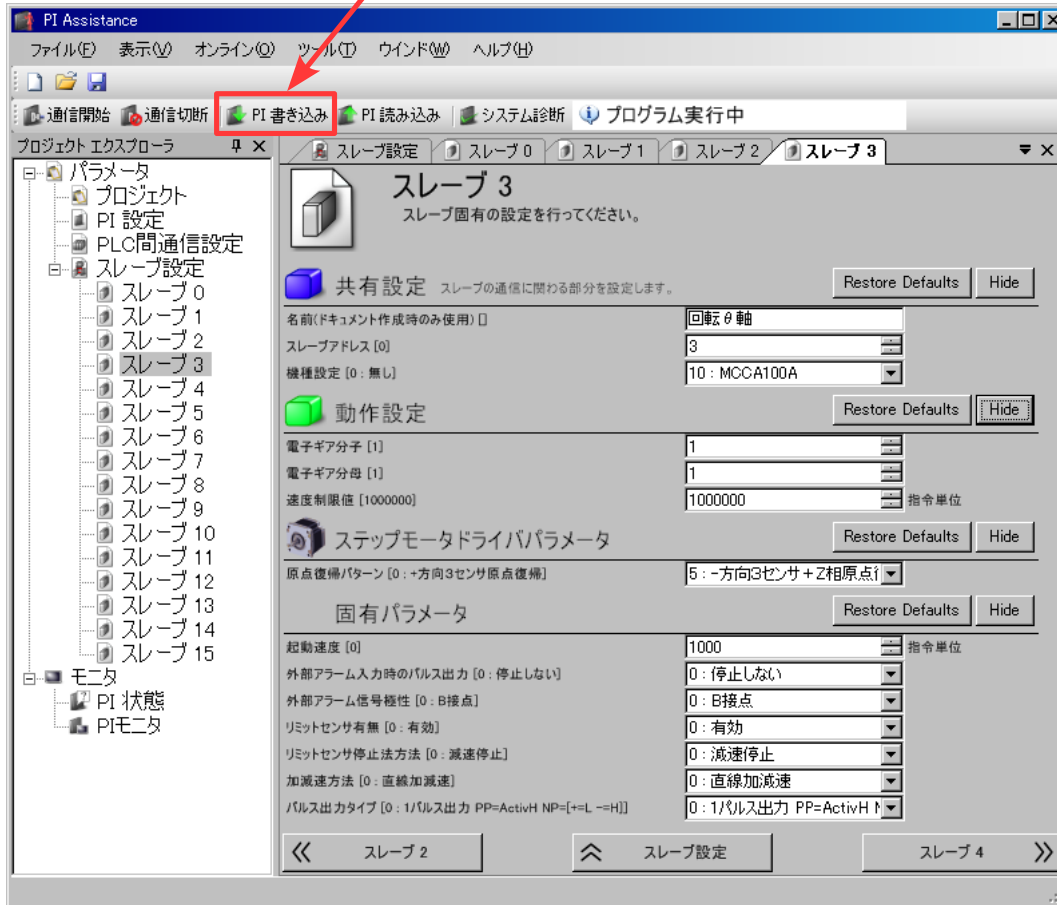 PI Assistance
ファイル(F) 表示(V) オンライン(O) ツール(T) ウインド(W) ヘルプ(H)
通信開始 通信切断 PI 書き込み PI 読み込み システム診断 プログラム実行中
プロジェクト エクスプローラ
パラメータ
プロジェクト
PI 設定
PLC間通信設定
スレーブ設定
スレーブ 0
スレーブ 1
スレーブ 2
スレーブ 3
スレーブ 4
スレーブ 5
スレーブ 6
スレーブ 7
スレーブ 8
スレーブ 9
スレーブ 10
スレーブ 11
スレーブ 12
スレーブ 13
スレーブ 14
スレーブ 15
モニタ
PI 状態
PIモニタ
スレーブ設定 スレーブ 0 スレーブ 1 スレーブ 2 スレーブ 3
スレーブ 3
スレーブ固有の設定を行ってください。
共有設定 スレーブの通信に関わる部分を設定します。 Restore Defaults Hide
名前(ドキュメント作成時のみ使用) [] 回転θ軸
スレーブアドレス [0] 3
機種設定 [0 : 無し] 10 : MCCA100A
動作設定 Restore Defaults Hide
電子ギア分子 [1] 1
電子ギア分母 [1] 1
速度制限値 [1000000] 1000000 指令単位
ステップモータドライバパラメータ Restore Defaults Hide
原点復帰パターン [0 : +方向3センサ原点復帰] 5 : -方向3センサ+Z相原点
固有パラメータ Restore Defaults Hide
起動速度 [0] 1000 指令単位
外部アラーム入力時のパルス出力 [0 : 停止しない] 0 : 停止しない
外部アラーム信号極性 [0 : B接点] 0 : B接点
リミットセンサ有無 [0 : 有効] 0 : 有効
リミットセンサ停止法方法 [0 : 減速停止] 0 : 減速停止
加減速方法 [0 : 直線加減速] 0 : 直線加減速
パルス出力タイプ [0 : 1パルス出力 PP=ActivH NP=[+=L -=H]] 0 : 1パルス出力 PP=ActivH
スレーブ 2 スレーブ設定 スレーブ 4